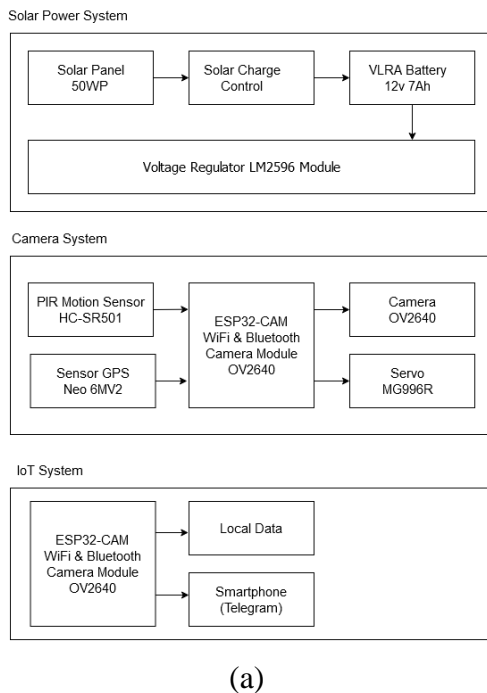 Solar Power System
Solar Panel
50WP
Solar Charge
Control
VLRA Battery
12v 7Ah
Voltage Regulator LM2596 Module
Camera System
PIR Motion Sensor
HC-SR501
Sensor GPS
Neo 6MV2
ESP32-CAM
WiFi & Bluetooth
Camera Module
OV2640
Camera
OV2640
Servo
MG996R
IoT System
ESP32-CAM
WiFi & Bluetooth
Camera Module
OV2640
Local Data
Smartphone
(Telegram)
(a)